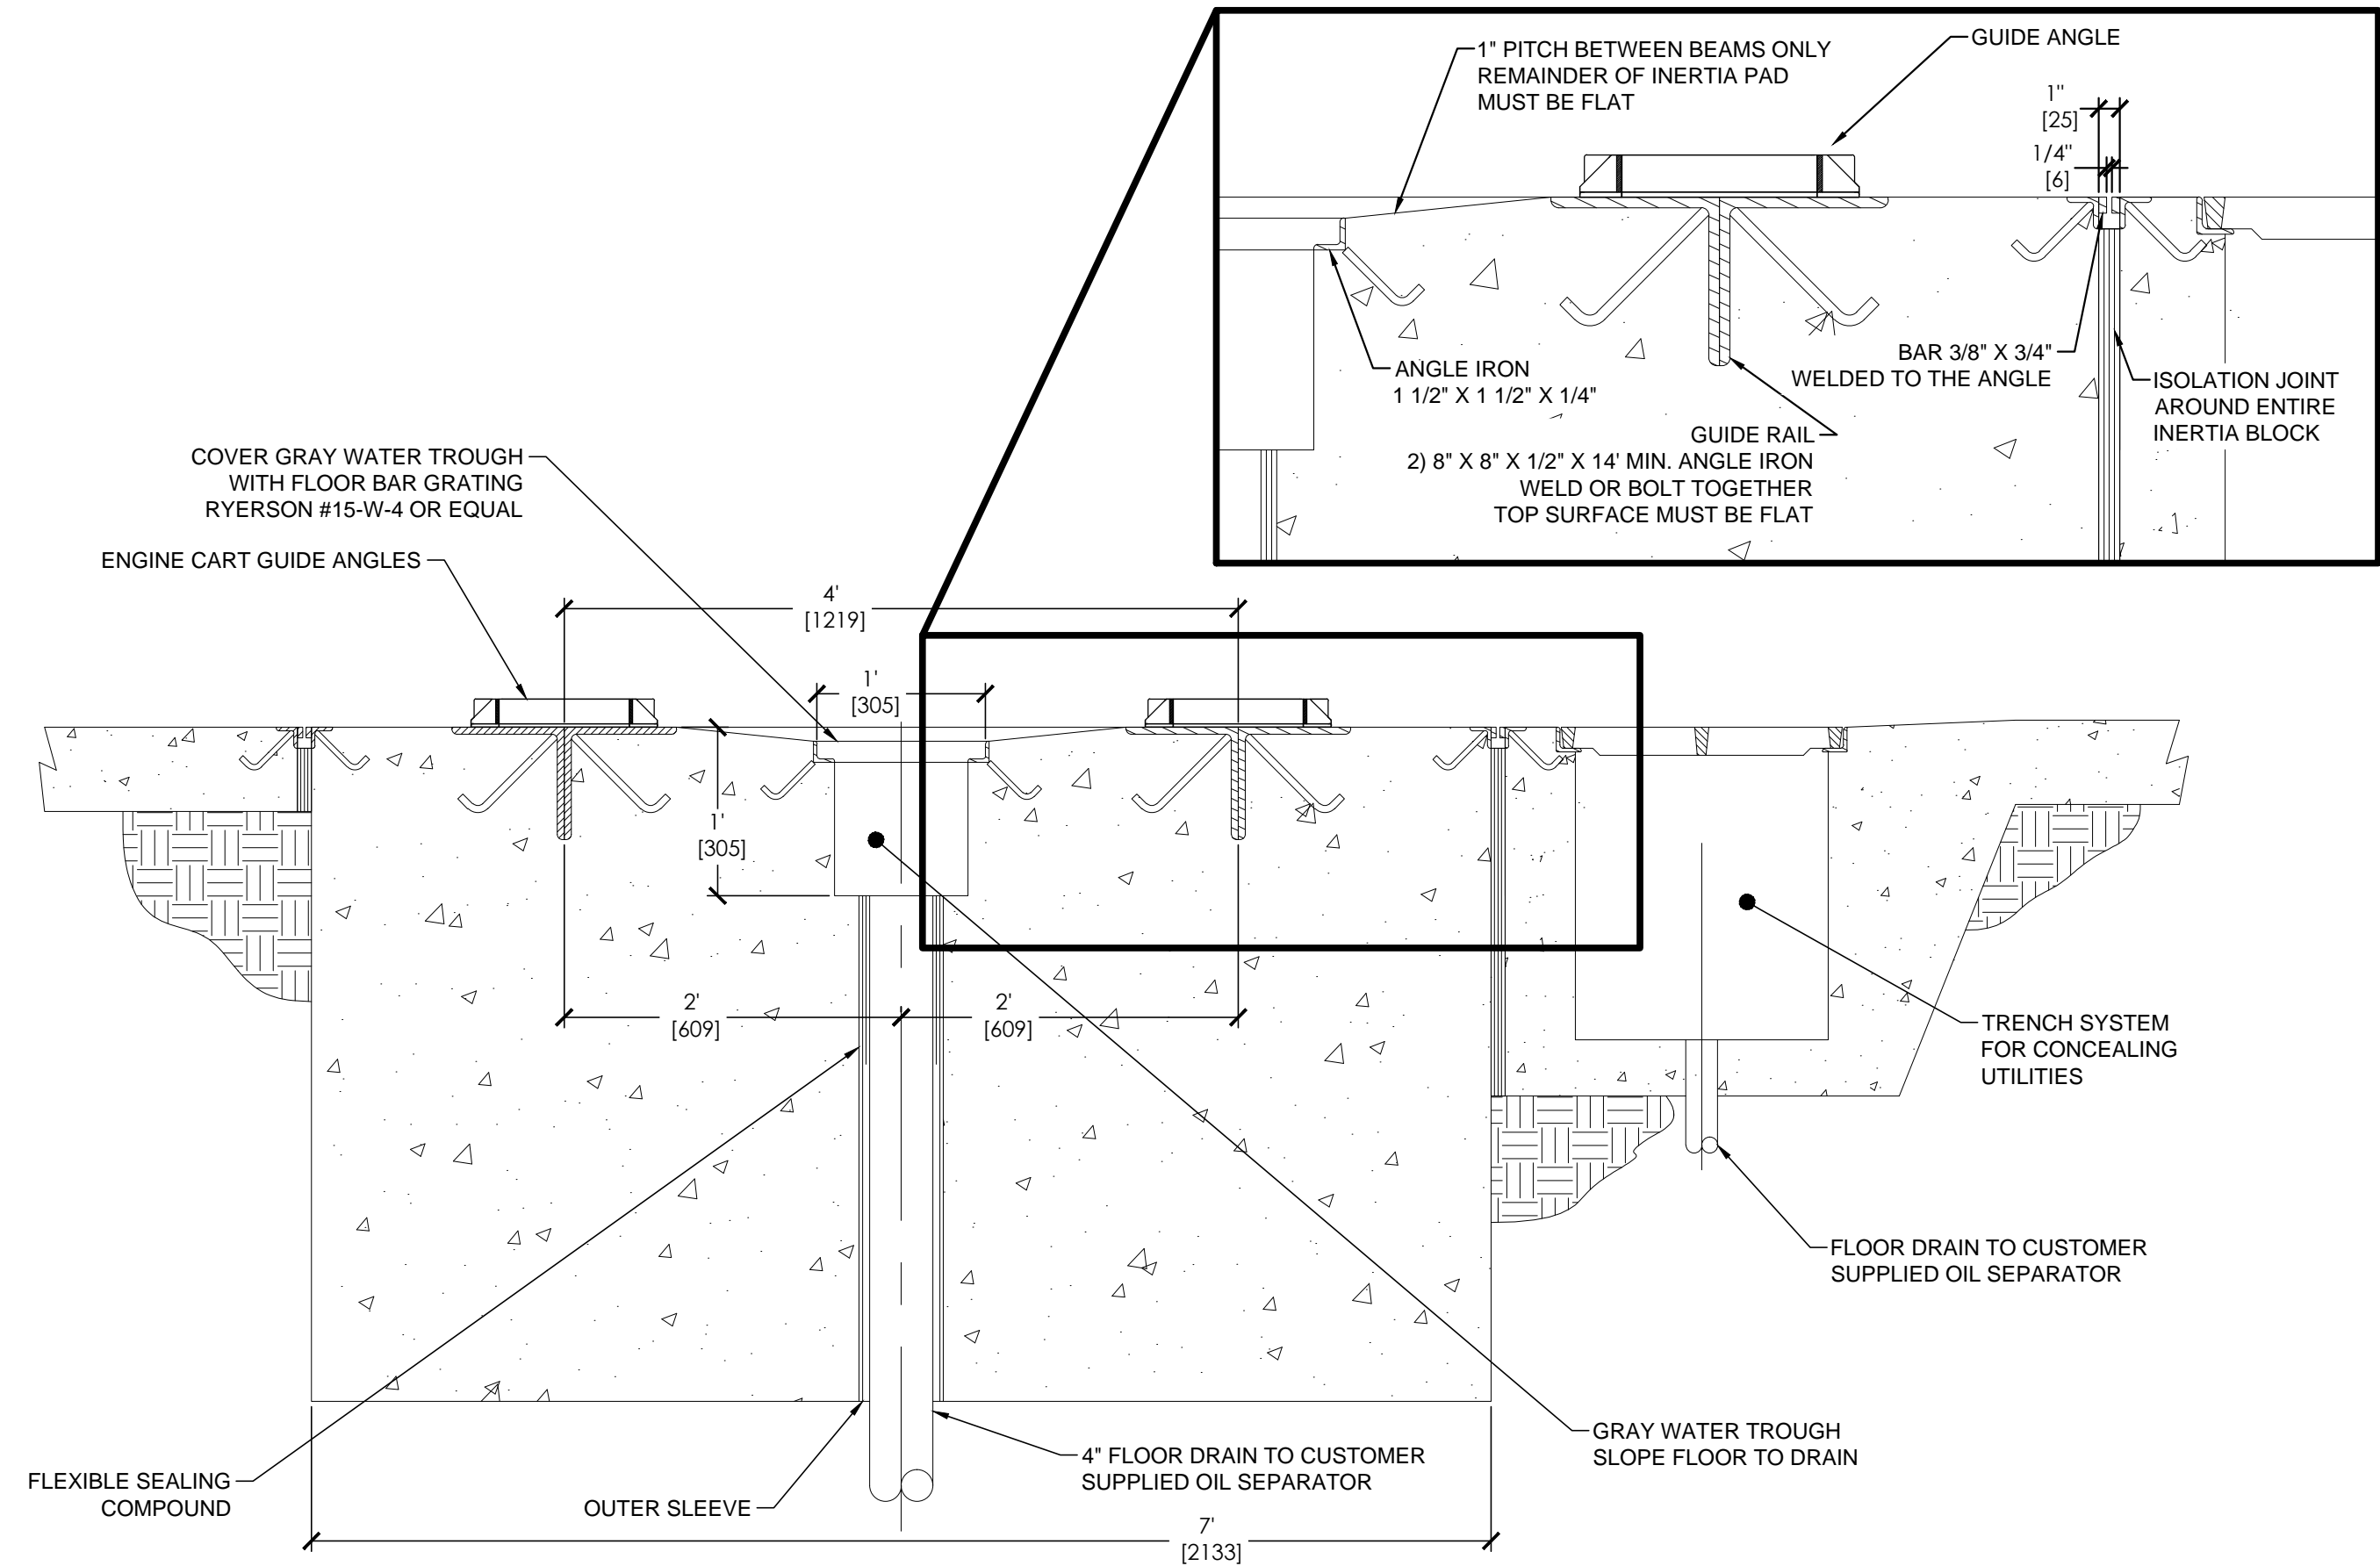 1" PITCH BETWEEN BEAMS ONLY
REMAINDER OF INERTIA PAD
MUST BE FLAT
GUIDE ANGLE
1"
[25]
1/4"
[6]
ANGLE IRON
1 1/2" X 1 1/2" X 1/4"
BAR 3/8" X 3/4"
WELDED TO THE ANGLE
ISOLATION JOINT
AROUND ENTIRE
INERTIA BLOCK
GUIDE RAIL
2) 8" X 8" X 1/2" X 14' MIN. ANGLE IRON
WELD OR BOLT TOGETHER
TOP SURFACE MUST BE FLAT
COVER GRAY WATER TROUGH
WITH FLOOR BAR GRATING
RYERSON #15-W-4 OR EQUAL
ENGINE CART GUIDE ANGLES
4'
[1219]
1'
[305]
1'
[305]
2'
[609]
2'
[609]
TRENCH SYSTEM
FOR CONCEALING
UTILITIES
FLOOR DRAIN TO CUSTOMER
SUPPLIED OIL SEPARATOR
GRAY WATER TROUGH
SLOPE FLOOR TO DRAIN
4" FLOOR DRAIN TO CUSTOMER
SUPPLIED OIL SEPARATOR
FLEXIBLE SEALING
COMPOUND
OUTER SLEEVE
7'
[2133]